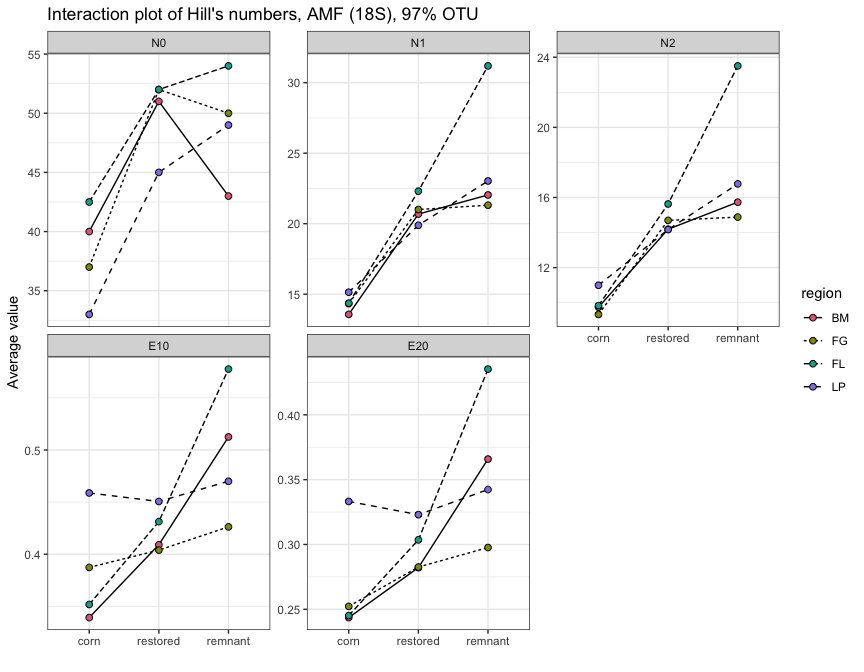 Interaction plot of Hill's numbers, AMF (18S), 97% OTU
N0
N1
N2
55
50
45
40
35
30
25
20
15
24
20
16
12
corn
restored
remnant
E10
E20
0.5
0.4
0.40
0.35
0.30
0.25
corn
restored
remnant
corn
restored
remnant
Average value
region
BM
FG
FL
LP